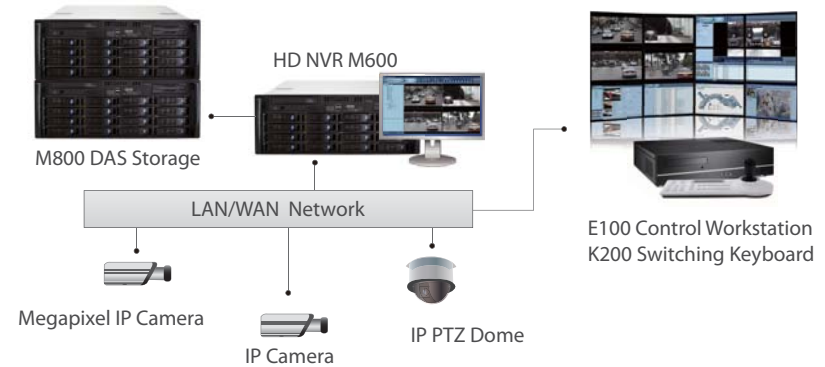 HD NVR M600
M800 DAS Storage
LAN/WAN Network
E100 Control Workstation
K200 Switching Keyboard
Megapixel IP Camera
IP PTZ Dome
IP Camera